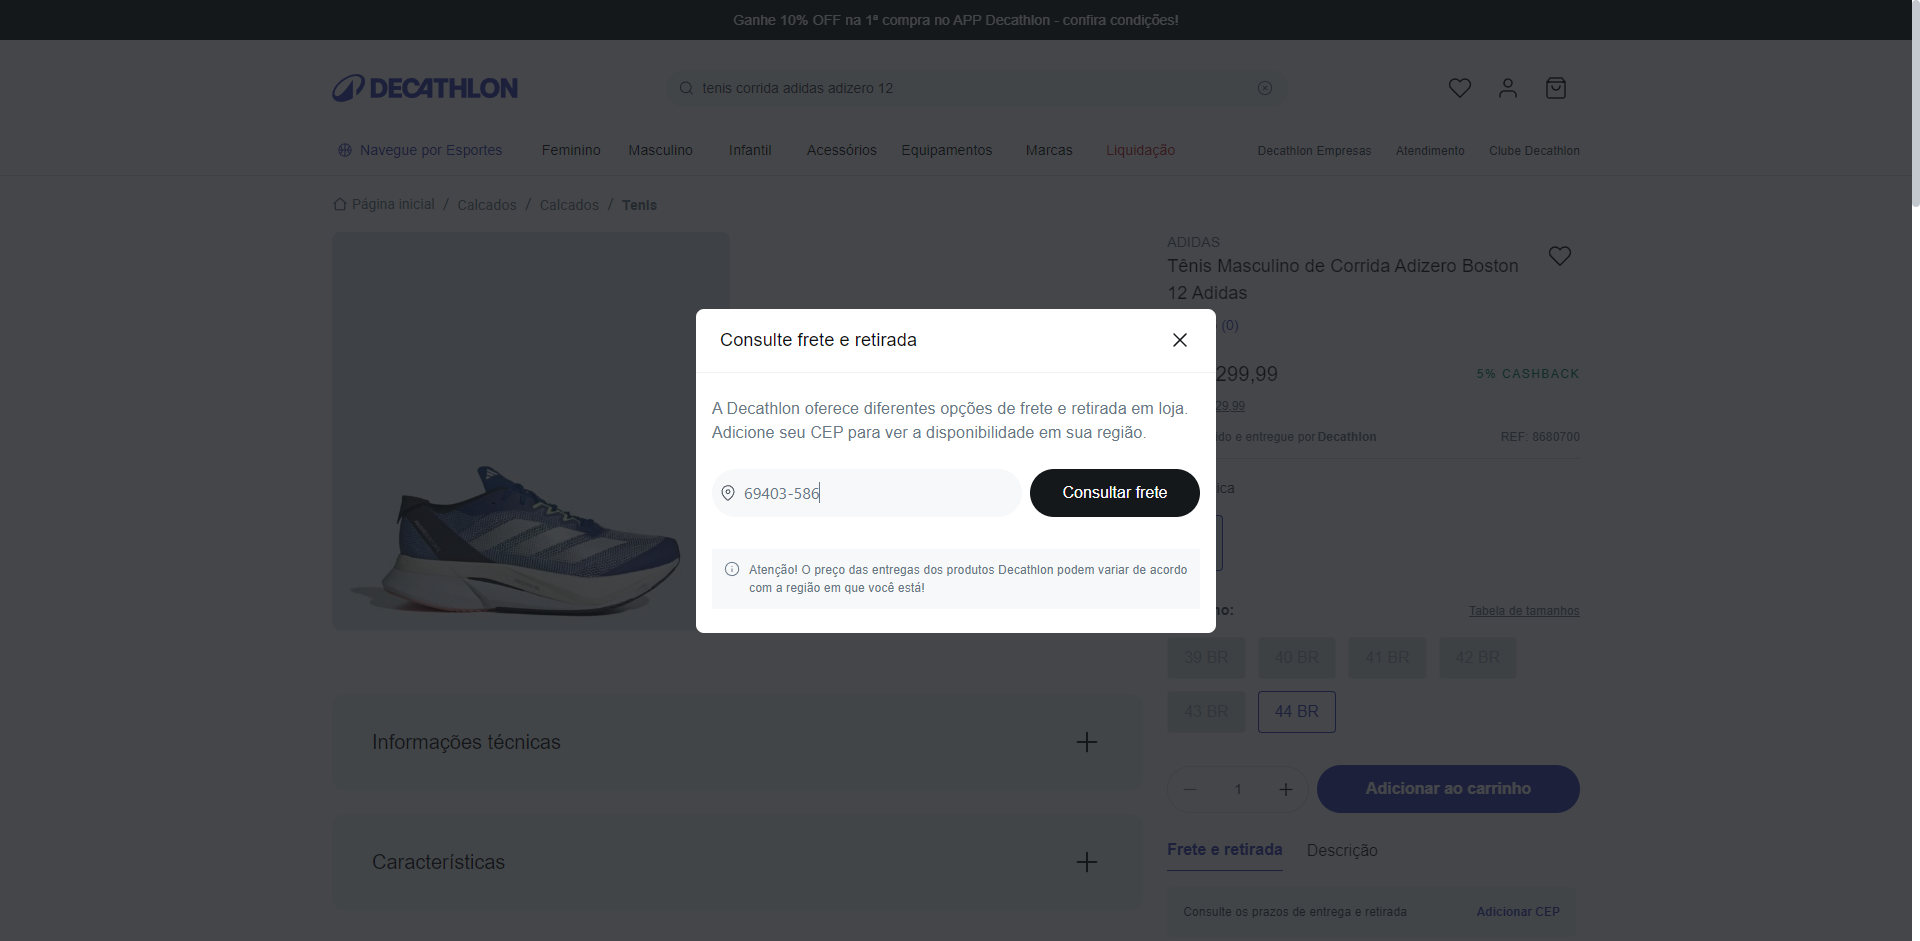 Ganhe 10% OFF na 1ª compra no APP Decathlon - confira condições!
DECATHLON
tenis corrida adidas adizero 12
Navegue por Esportes
Feminino
Masculino
Infantil
Acessórios
Equipamentos
Marcas
Liquidação
Decathlon Empresas
Atendimento
Clube Decathlon
Página inicial / Calcados / Calcados / Tenis
ADIDAS
Tênis Masculino de Corrida Adizero Boston
12 Adidas
(0)
299,99
5% CASHBACK
29,99
do e entregue por Decathlon
REF: 8680700
ica
Consulte frete e retirada
A Decathlon oferece diferentes opções de frete e retirada em loja.
Adicione seu CEP para ver a disponibilidade em sua região.
69403-586
Consultar frete
Atenção! O preço das entregas dos produtos Decathlon podem variar de acordo
com a região em que você está!
no:
Tabela de tamanhos
39 BR
40 BR
41 BR
42 BR
43 BR
44 BR
1
Adicionar ao carrinho
Frete e retirada
Descrição
Consulte os prazos de entrega e retirada
Adicionar CEP
Informações técnicas
Características